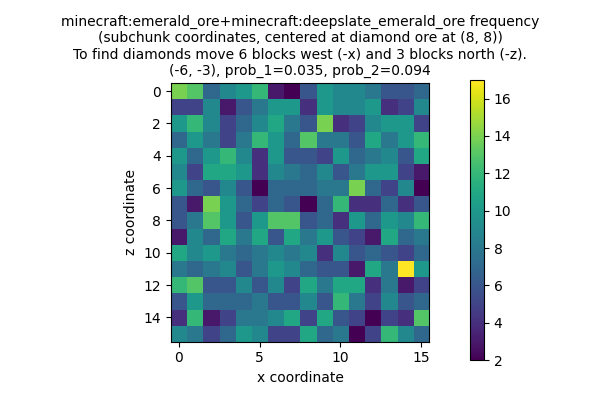 minecraft:emerald_ore+minecraft:deepslate_emerald_ore frequency
(subchunk coordinates, centered at diamond ore at (8, 8))
To find diamonds move 6 blocks west (-x) and 3 blocks north (-z).
(-6, -3), prob_1=0.035, prob_2=0.094
0
2
4
6
8
10
12
14
z coordinate
0 5 10 15
x coordinate
16
14
12
10
8
6
4
2